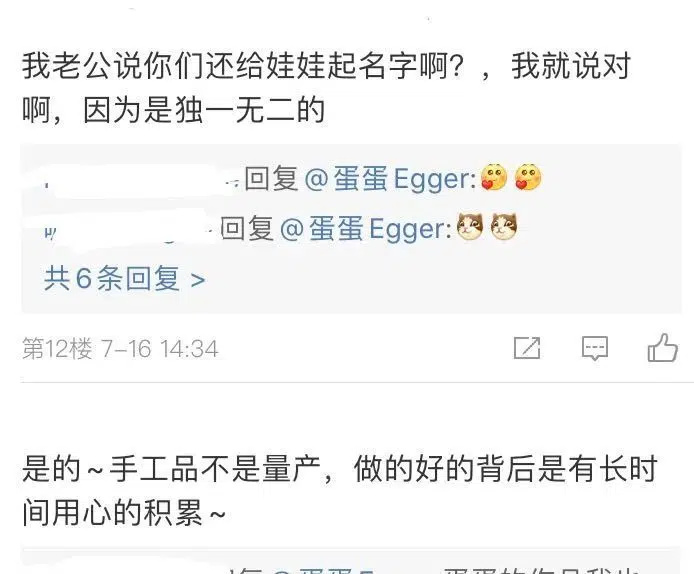 我老公说你们还给娃娃起名字啊？，我就说对
啊，因为是独一无二的
回复@蛋蛋Egger:
回复@蛋蛋Egger:
共6条回复 >
第12楼 7-16 14:34
是的~手工品不是量产，做的好的背后是有长时
间用心的积累~